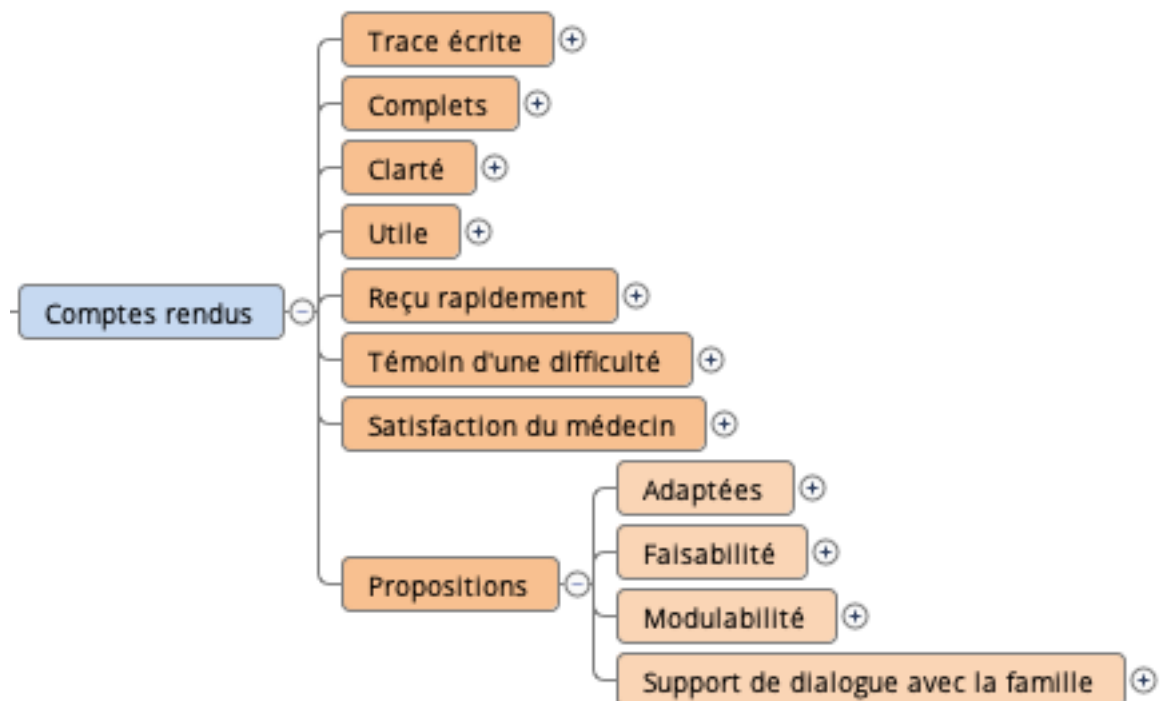 Trace écrite
Complets
Clarté
Utile
Reçu rapidement
Comptes rendus
Témoin d'une difficulté
Satisfaction du médecin
Adaptées
Faisabilité
Propositions
Modulabilité
Support de dialogue avec la famille